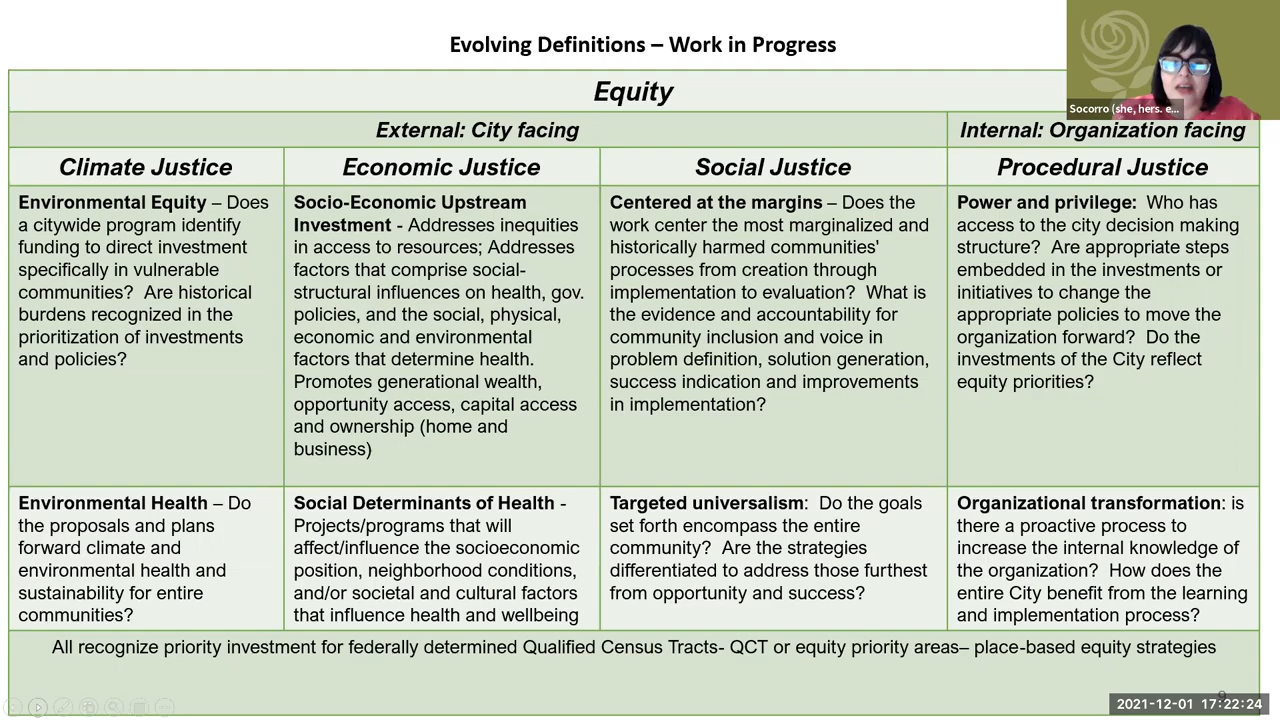 Evolving Definitions – Work in Progress
Socorro (she, hers. e...
Equity
External: City facing
Internal: Organization facing
Climate Justice
Economic Justice
Social Justice
Procedural Justice
Environmental Equity – Does
a citywide program identify
funding to direct investment
specifically in vulnerable
communities?  Are historical
burdens recognized in the
prioritization of investments
and policies?
Socio-Economic Upstream
Investment - Addresses inequities
in access to resources; Addresses
factors that comprise social-
structural influences on health, gov.
policies, and the social, physical,
economic and environmental
factors that determine health.
Promotes generational wealth,
opportunity access, capital access
and ownership (home and
business)
Centered at the margins – Does the
work center the most marginalized and
historically harmed communities'
processes from creation through
implementation to evaluation?  What is
the evidence and accountability for
community inclusion and voice in
problem definition, solution generation,
success indication and improvements
in implementation?
Power and privilege:  Who has
access to the city decision making
structure?  Are appropriate steps
embedded in the investments or
initiatives to change the
appropriate policies to move the
organization forward?  Do the
investments of the City reflect
equity priorities?
Environmental Health – Do
the proposals and plans
forward climate and
environmental health and
sustainability for entire
communities?
Social Determinants of Health -
Projects/programs that will
affect/influence the socioeconomic
position, neighborhood conditions,
and/or societal and cultural factors
that influence health and wellbeing
Targeted universalism:  Do the goals
set forth encompass the entire
community?  Are the strategies
differentiated to address those furthest
from opportunity and success?
Organizational transformation: is
there a proactive process to
increase the internal knowledge of
the organization?  How does the
entire City benefit from the learning
and implementation process?
All recognize priority investment for federally determined Qualified Census Tracts- QCT or equity priority areas– place-based equity strategies
9
2021-12-01 17:22:24